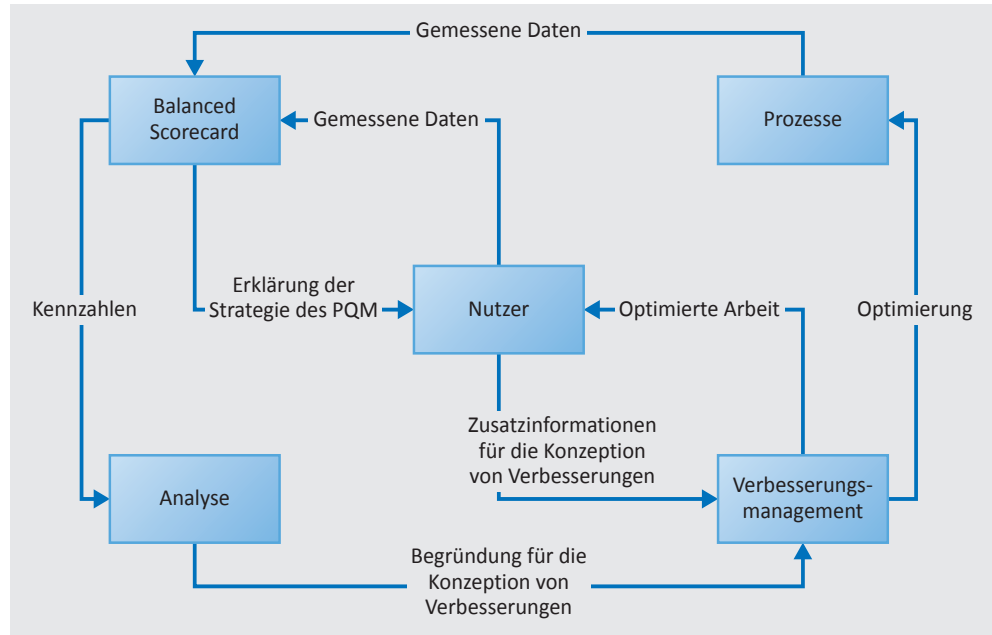 Gemessene Daten
Balanced
Scorecard
Gemessene Daten
Prozesse
Erklärung der
Strategie des PQM
Kennzahlen
Nutzer
Optimierte Arbeit
Optimierung
Zusatzinformationen
für die Konzeption
von Verbesserungen
Analyse
Verbesserungs-
management
Begründung für die
Konzeption von
Verbesserungen